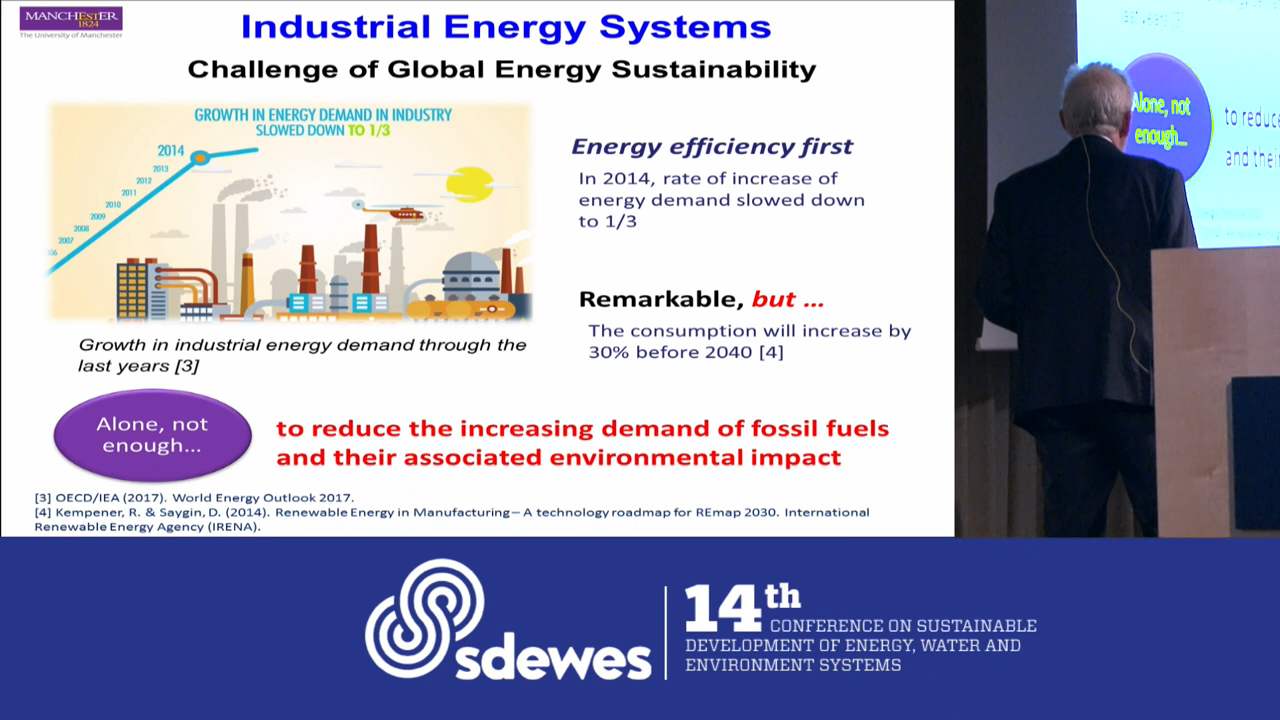 MANCHESTER
1824
The University of Manchester
Industrial Energy Systems
Challenge of Global Energy Sustainability
GROWTH IN ENERGY DEMAND IN INDUSTRY
SLOWED DOWN TO 1/3
2014
2013
2012
2011
2010
2009
2008
2007
06
Growth in industrial energy demand through the
last years [3]
Energy efficiency first
In 2014, rate of increase of
energy demand slowed down
to 1/3
Remarkable, but ...
The consumption will increase by
30% before 2040 [4]
Alone, not
enough...
to reduce the increasing demand of fossil fuels
and their associated environmental impact
[3] OECD/IEA (2017). World Energy Outlook 2017.
[4] Kempener, R. & Saygin, D. (2014). Renewable Energy in Manufacturing – A technology roadmap for REmap 2030. International
Renewable Energy Agency (IRENA).
Alone, not
enough...
to reduce
and thei
sdewes
14th
CONFERENCE ON SUSTAINABLE
DEVELOPMENT OF ENERGY, WATER AND
ENVIRONMENT SYSTEMS